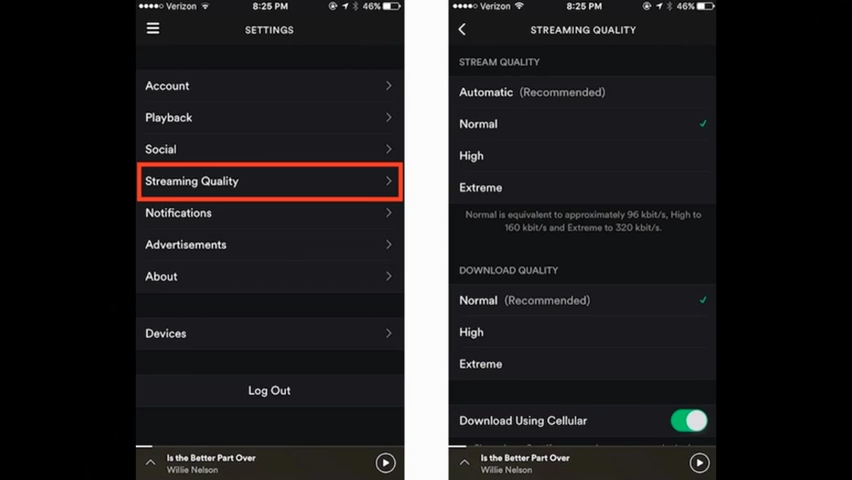 Verizon
8:25 PM
46%
SETTINGS
Account
Playback
Social
Streaming Quality
Notifications
Advertisements
About
Devices
Log Out
Is the Better Part Over
Willie Nelson
Verizon
8:25 PM
46%
STREAMING QUALITY
STREAM QUALITY
Automatic (Recommended)
Normal
High
Extreme
Normal is equivalent to approximately 96 kbit/s, High to
160 kbit/s and Extreme to 320 kbit/s.
DOWNLOAD QUALITY
Normal (Recommended)
High
Extreme
Download Using Cellular
Is the Better Part Over
Willie Nelson